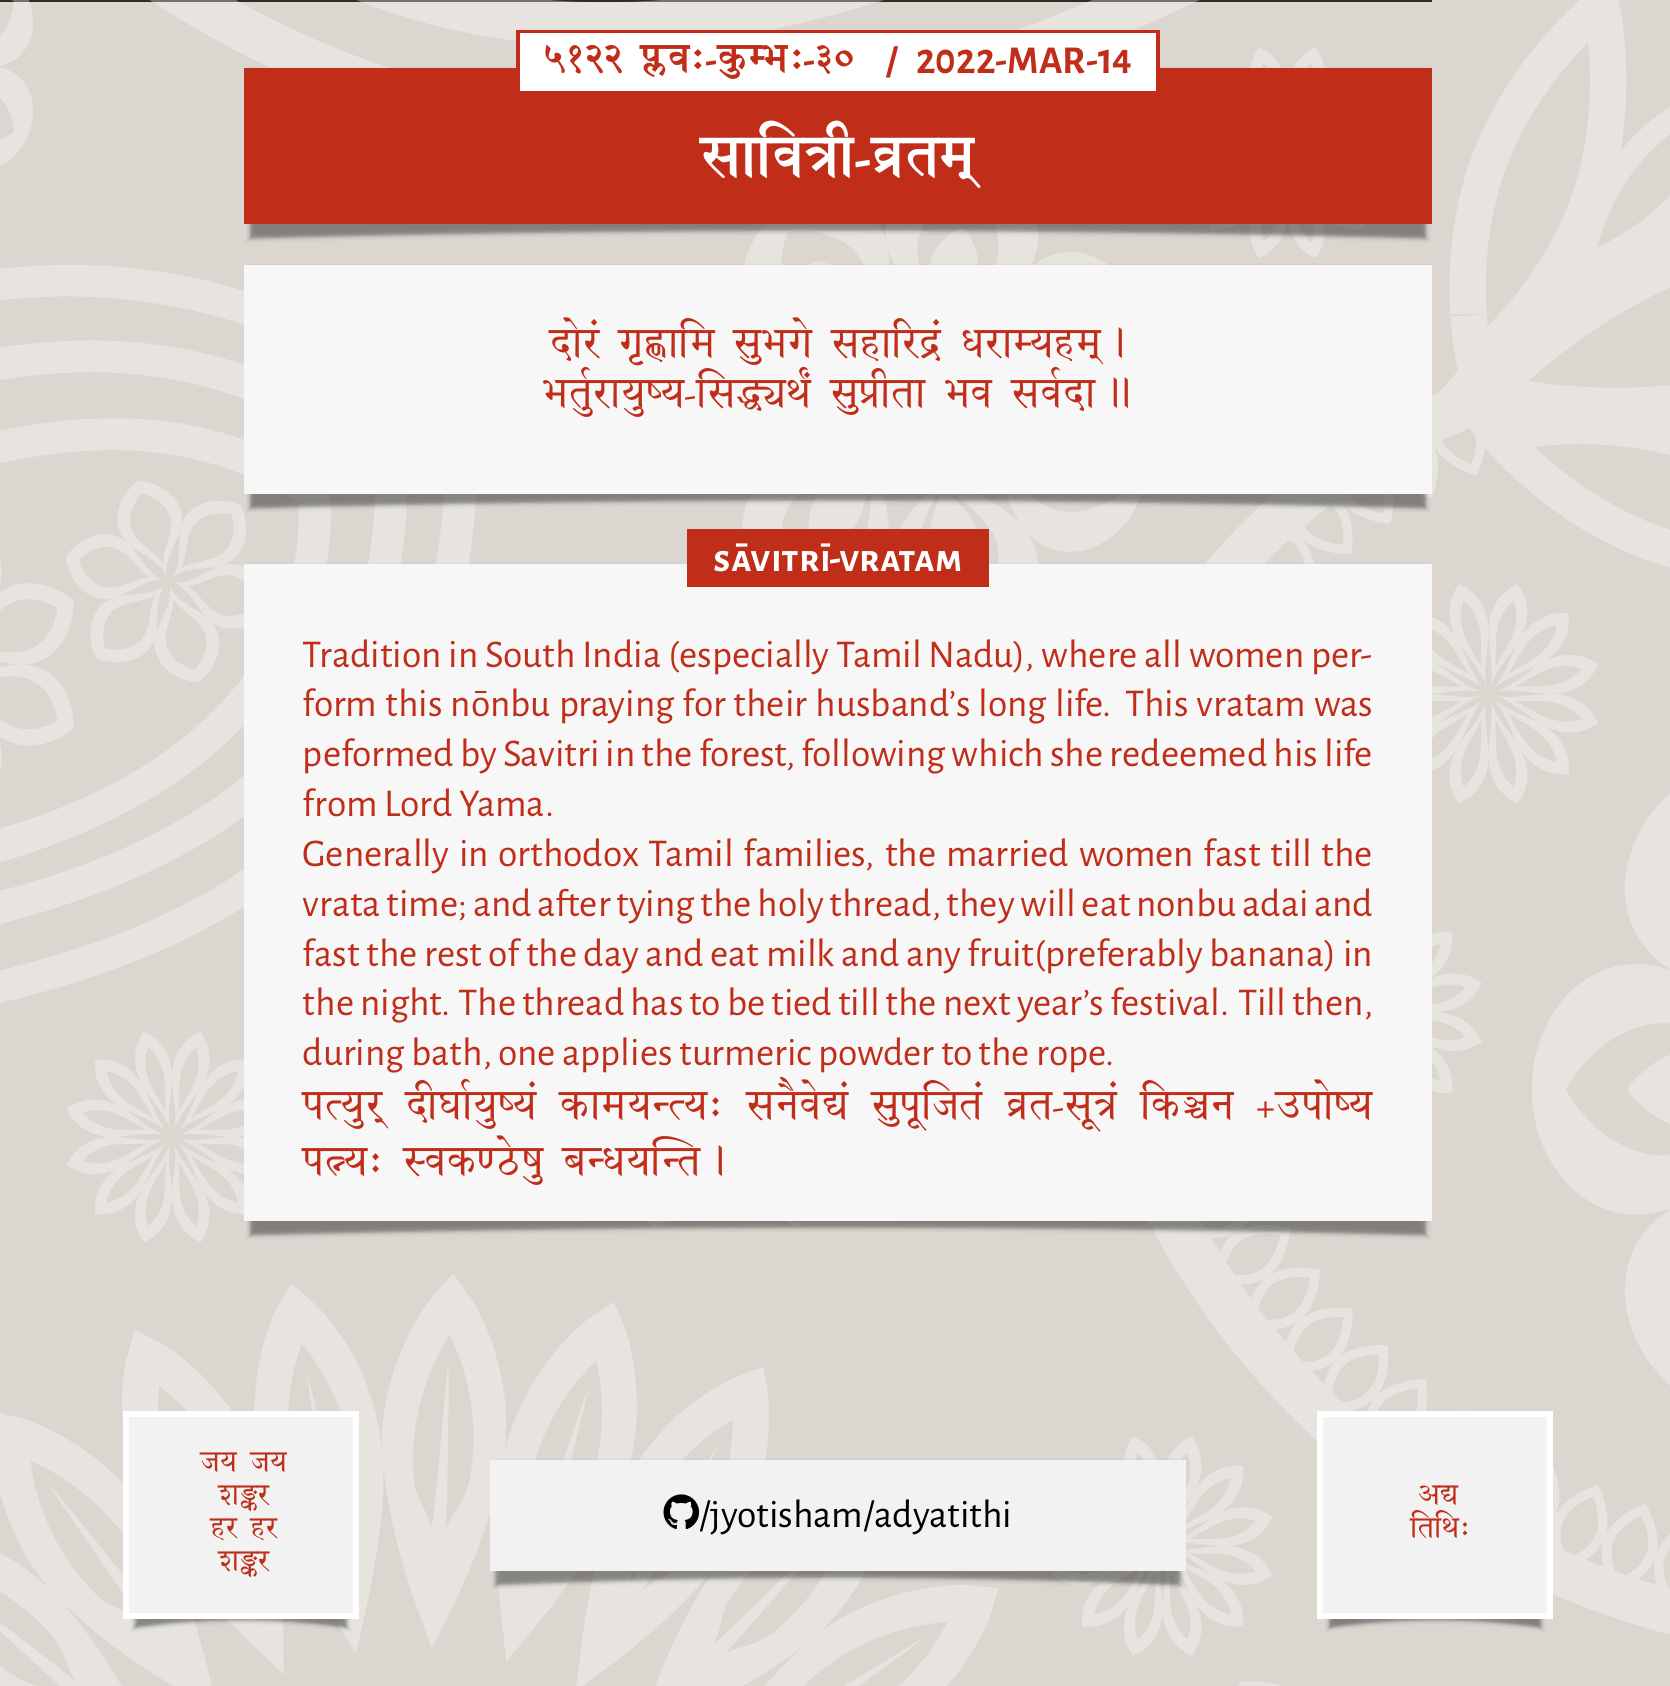 ५१२२ प्लवः-कुम्भः-३० / 2022-MAR-14
सावित्री-व्रतम्
दोरं गृह्णामि सुभगे सहारिद्रं धराम्यहम् ।
भर्तुरायुष्य-सिद्ध्यर्थं सुप्रीता भव सर्वदा ॥
SĀVITRĪ-VRATAM
Tradition in South India (especially Tamil Nadu), where all women per-
form this nōnbu praying for their husband’s long life. This vratam was
peformed by Savitri in the forest, following which she redeemed his life
from Lord Yama.
Generally in orthodox Tamil families, the married women fast till the
vrata time; and after tying the holy thread, they will eat nonbu adai and
fast the rest of the day and eat milk and any fruit(preferably banana) in
the night. The thread has to be tied till the next year’s festival. Till then,
during bath, one applies turmeric powder to the rope.
पत्युर् दीर्घायुष्यं कामयन्त्यः सनैवेद्यं सुपूजितं व्रत-सूत्रं किञ्चन +उपोष्य
पत्न्यः स्वकण्ठेषु बन्धयन्ति ।
जय जय
शङ्कर
हर हर
शङ्कर
/jyotisham/adyatithi
अद्य
तिथिः